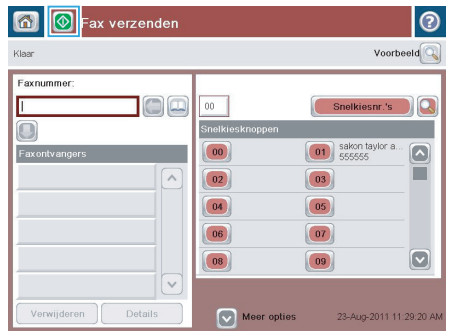 Fax verzenden
?
Klaar
Voorbeeld
Faxnummer:
Faxontvangers
Verwijderen
Details
00
Snelkiesnr.'s
Snelkiesknoppen
00
01 sakon taylor a...
555555
02
03
04
05
06
07
08
09
Meer opties
23-Aug-2011 11:29:20 AM